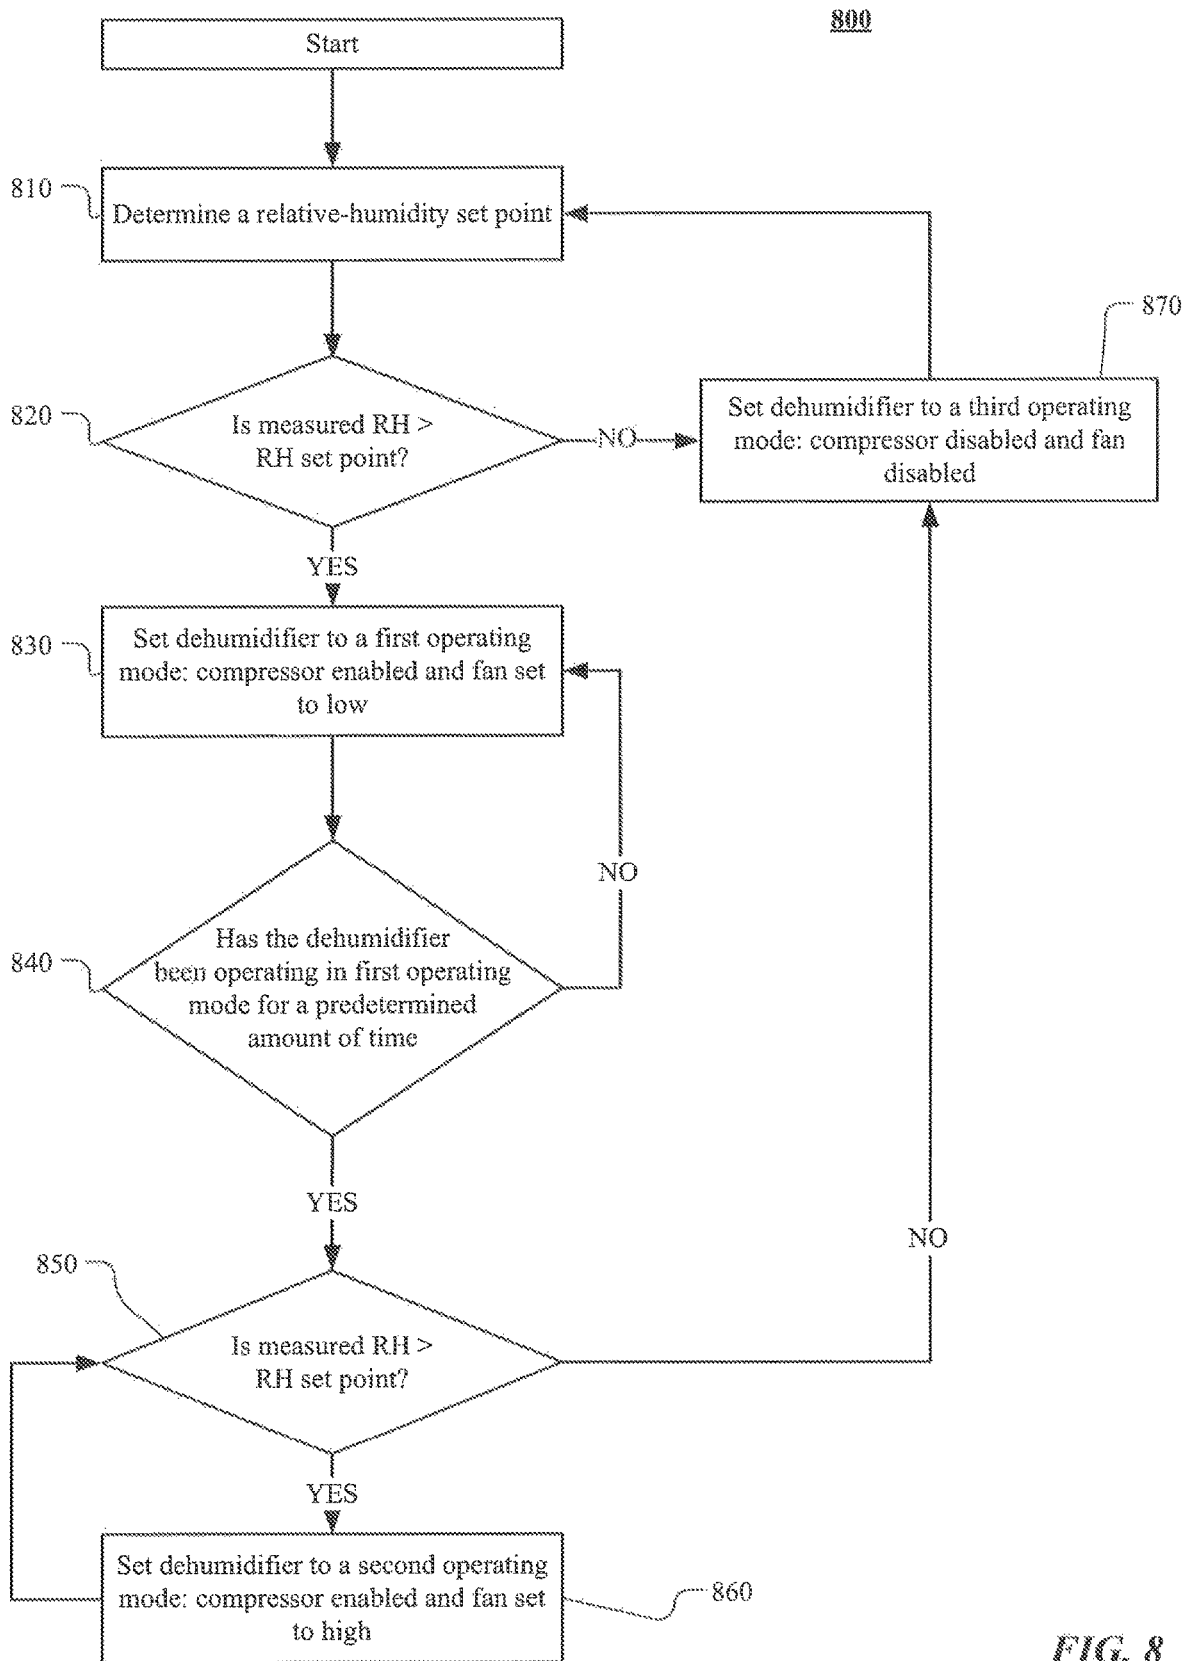 800
Start
810
Determine a relative-humidity set point
870
820
Is measured RH >
RH set point?
NO
Set dehumidifier to a third operating
mode: compressor disabled and fan
disabled
YES
830
Set dehumidifier to a first operating
mode: compressor enabled and fan set
to low
NO
840
Has the dehumidifier
been operating in first operating
mode for a predetermined
amount of time
YES
NO
850
Is measured RH >
RH set point?
YES
Set dehumidifier to a second operating
mode: compressor enabled and fan set
to high
860
FIG. 8